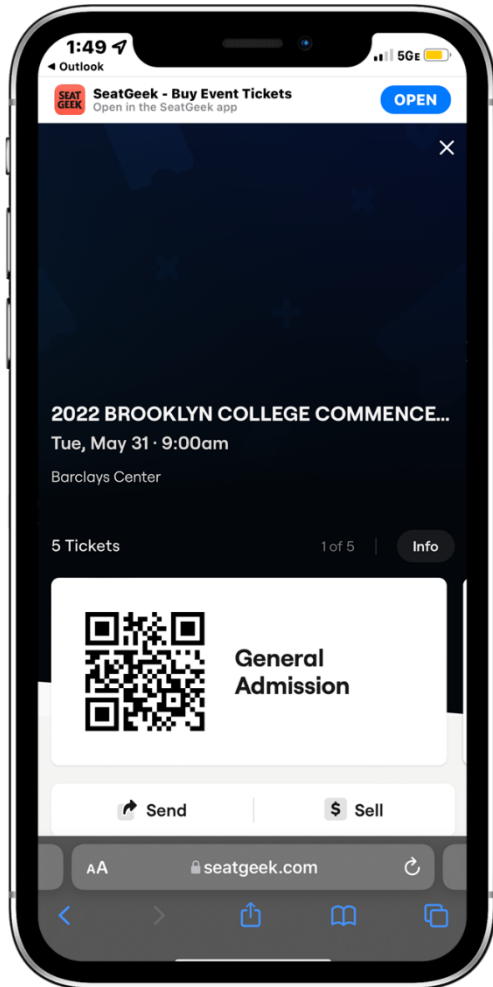 1:49
5GE
◀ Outlook
SEAT
GEEK
SeatGeek - Buy Event Tickets
Open in the SeatGeek app
OPEN
2022 BROOKLYN COLLEGE COMMENCE...
Tue, May 31 · 9:00am
Barclays Center
5 Tickets
1 of 5
Info
General
Admission
Send
$ Sell
AA
seatgeek.com